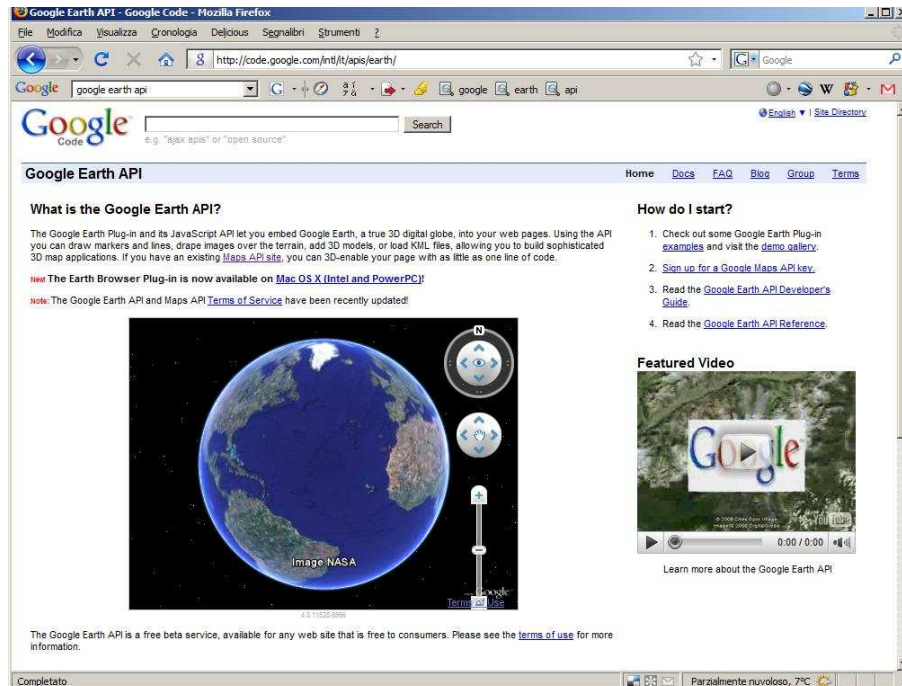 Google Earth API - Google Code - Mozilla Firefox
File Modifica Visualizza Cronologia Delicious Segnalibri Strumenti ?
http://code.google.com/intl/it/apis/earth/
Google
Google google earth api google earth api
Google Code
Search
English ▼ | Site Directory
e.g. "ajax apis" or "open source"
Google Earth API
Home Docs FAQ Blog Group Terms
What is the Google Earth API?
The Google Earth Plug-in and its JavaScript API let you embed Google Earth, a true 3D digital globe, into your web pages. Using the API
you can draw markers and lines, drape images over the terrain, add 3D models, or load KML files, allowing you to build sophisticated
3D map applications. If you have an existing Maps API site, you can 3D-enable your page with as little as one line of code.
New! The Earth Browser Plug-in is now available on Mac OS X (Intel and PowerPC)!
Note: The Google Earth API and Maps API Terms of Service have been recently updated!
N
Image NASA
Google
Terms of Use
4.3.11528.8566
The Google Earth API is a free beta service, available for any web site that is free to consumers. Please see the terms of use for more
information.
How do I start?
1. Check out some Google Earth Plug-in
examples and visit the demo gallery.
2. Sign up for a Google Maps API key.
3. Read the Google Earth API Developer's
Guide.
4. Read the Google Earth API Reference.
Featured Video
Google
You Tube
0:00 / 0:00
Learn more about the Google Earth API
Completato
Parzialmente nuvoloso, 7°C